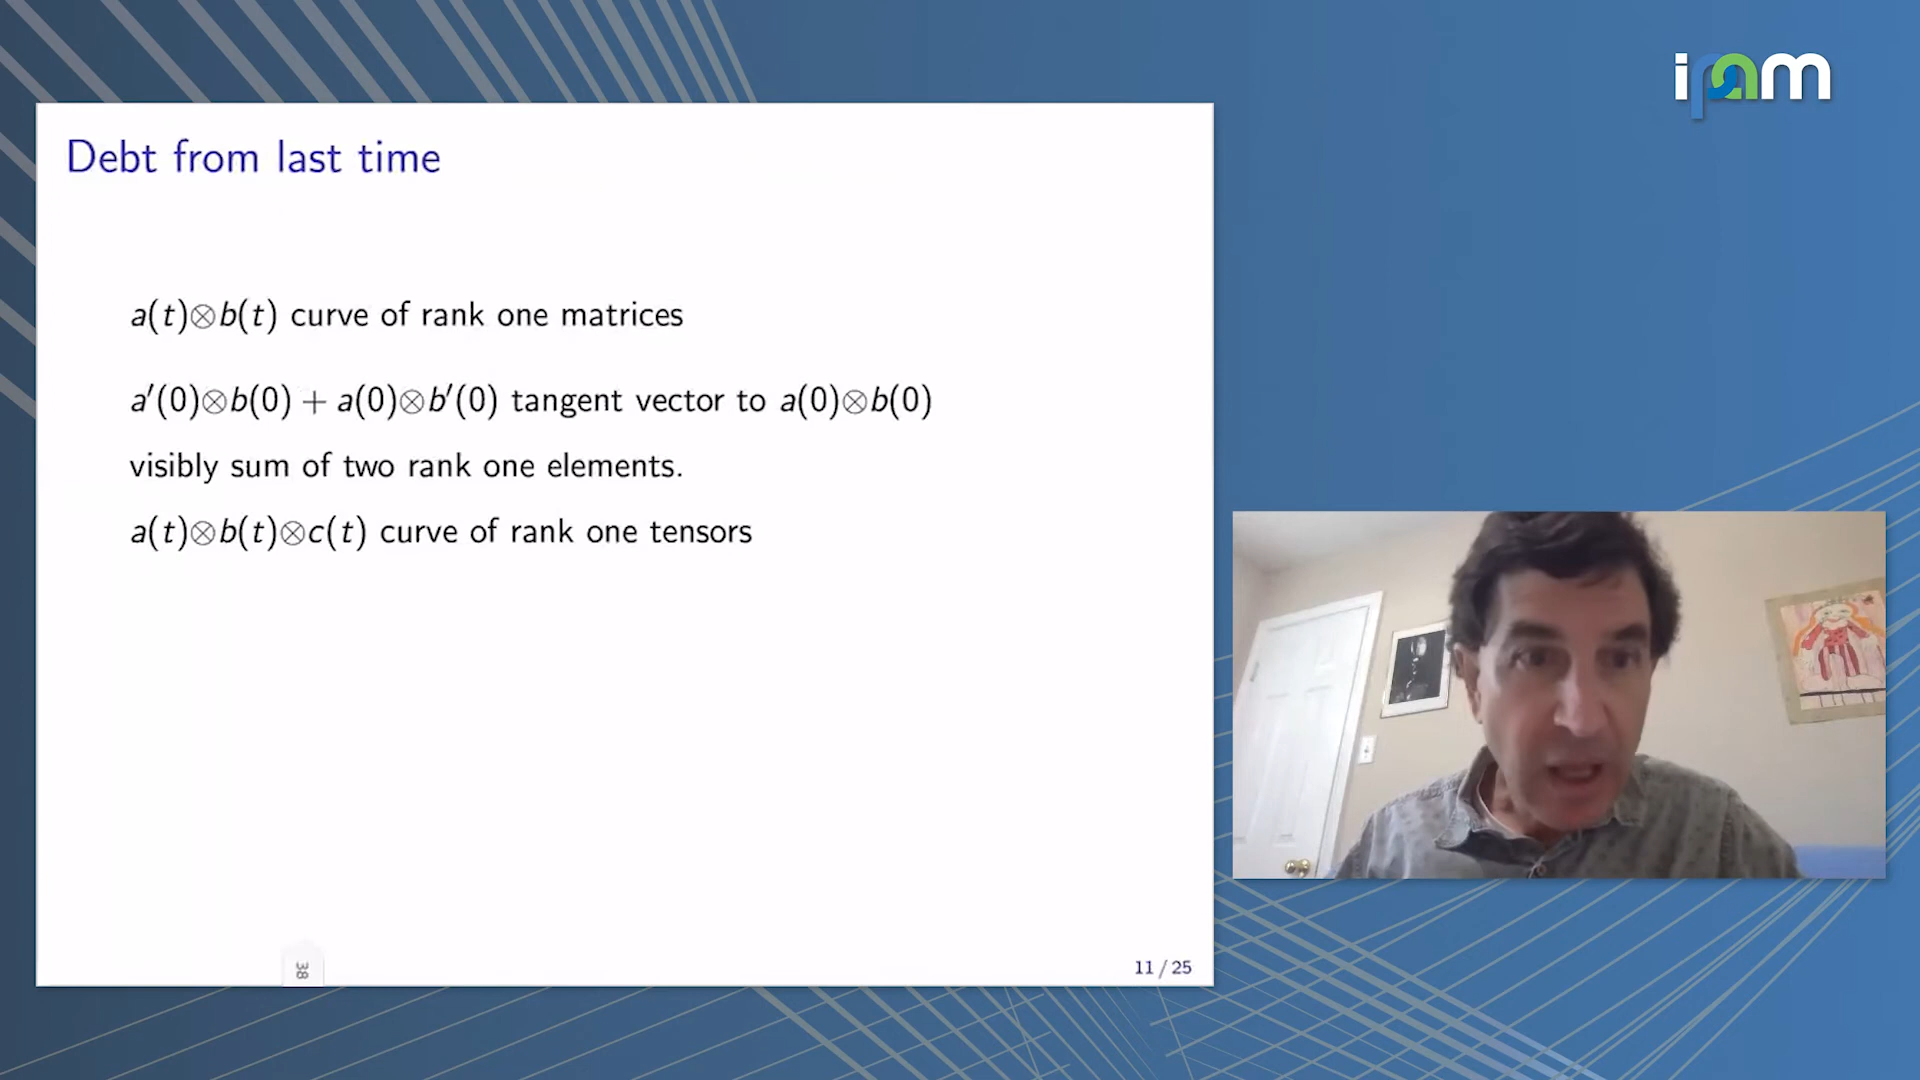 ipam
Debt from last time
a(t)⊗b(t) curve of rank one matrices
a′(0)⊗b(0) + a(0)⊗b′(0) tangent vector to a(0)⊗b(0)
visibly sum of two rank one elements.
a(t)⊗b(t)⊗c(t) curve of rank one tensors
38
11 / 25